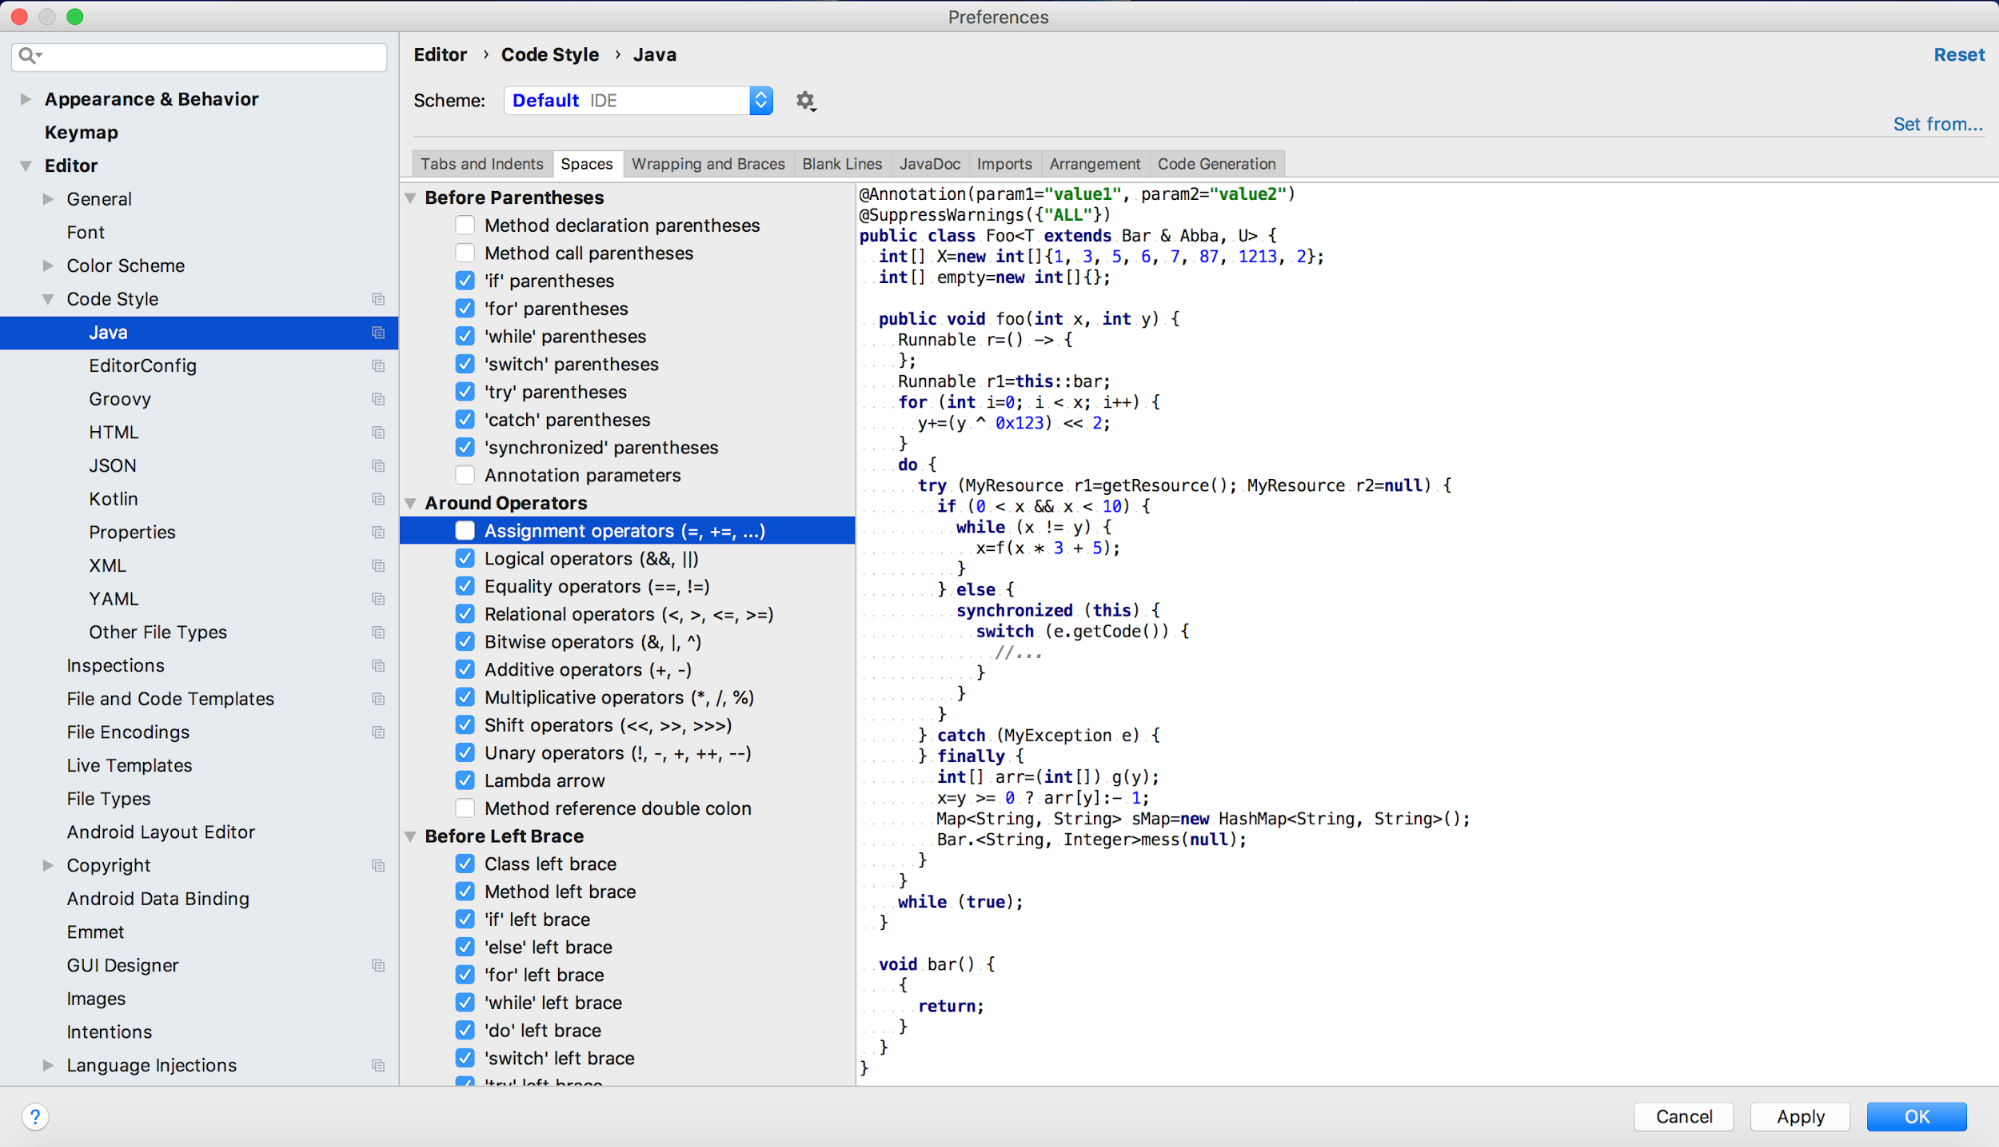 Preferences
Appearance & Behavior
Keymap
Editor
General
Font
Color Scheme
Code Style
Java
EditorConfig
Groovy
HTML
JSON
Kotlin
Properties
XML
YAML
Other File Types
Inspections
File and Code Templates
File Encodings
Live Templates
File Types
Android Layout Editor
Copyright
Android Data Binding
Emmet
GUI Designer
Images
Intentions
Language Injections
Editor › Code Style › Java
Reset
Scheme: Default IDE
Set from...
Tabs and Indents Spaces Wrapping and Braces Blank Lines JavaDoc Imports Arrangement Code Generation
Before Parentheses
Method declaration parentheses
Method call parentheses
'if' parentheses
'for' parentheses
'while' parentheses
'switch' parentheses
'try' parentheses
'catch' parentheses
'synchronized' parentheses
Annotation parameters
Around Operators
Assignment operators (=, +=, ...)
Logical operators (&&, ||)
Equality operators (==, !=)
Relational operators (<, >, <=, >=)
Bitwise operators (&, |, ^)
Additive operators (+, -)
Multiplicative operators (*, /, %)
Shift operators (<<, >>, >>>)
Unary operators (!, -, +, ++, --)
Lambda arrow
Method reference double colon
Before Left Brace
Class left brace
Method left brace
'if' left brace
'else' left brace
'for' left brace
'while' left brace
'do' left brace
'switch' left brace
'try' left brace
@Annotation(param1="value1", param2="value2")
@SuppressWarnings({"ALL"})
public class Foo<T extends Bar & Abba, U> {
  int[] X=new int[]{1, 3, 5, 6, 7, 87, 1213, 2};
  int[] empty=new int[]{};
  public void foo(int x, int y) {
    Runnable r=() -> {
    };
    Runnable r1=this::bar;
    for (int i=0; i < x; i++) {
      y+=(y ^ 0x123) << 2;
    }
    do {
      try (MyResource r1=getResource(); MyResource r2=null) {
        if (0 < x && x < 10) {
          while (x != y) {
            x=f(x * 3 + 5);
          }
        } else {
          synchronized (this) {
            switch (e.getCode()) {
              //...
            }
          }
        }
      } catch (MyException e) {
      } finally {
        int[] arr=(int[]) g(y);
        x=y >= 0 ? arr[y]:- 1;
        Map<String, String> sMap=new HashMap<String, String>();
        Bar.<String, Integer>mess(null);
      }
    }
    while (true);
  }
  void bar() {
    {
      return;
    }
  }
}
?
Cancel Apply OK